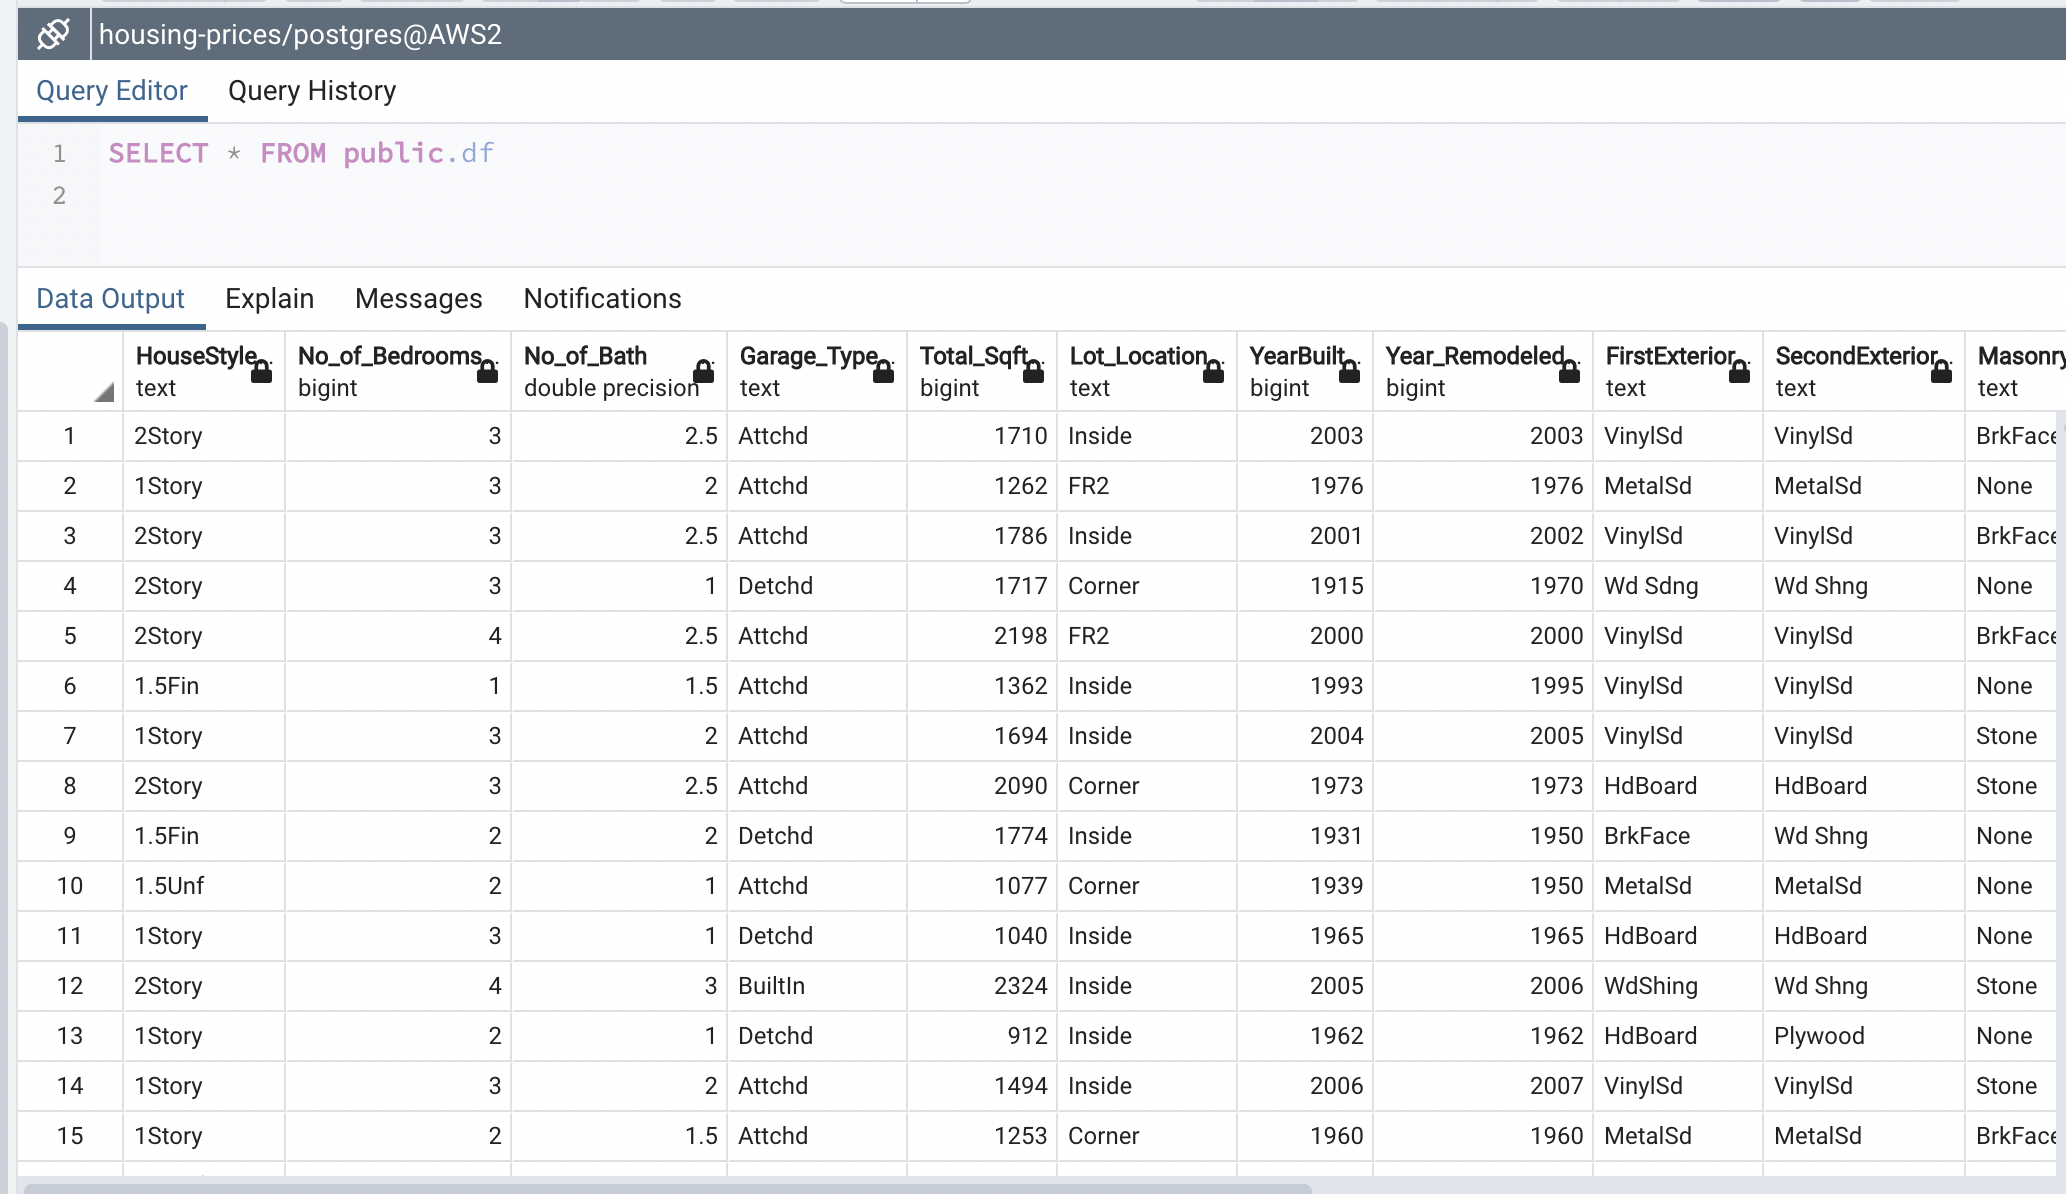 housing-prices/postgres@AWS2
Query Editor Query History
1 SELECT * FROM public.df
2
Data Output Explain Messages Notifications
HouseStyle No_of_Bedrooms No_of_Bath Garage_Type Total_Sqft Lot_Location YearBuilt Year_Remodeled FirstExterior SecondExterior Masonry
text bigint double precision text bigint text bigint bigint text text text
1 2Story 3 2.5 Attchd 1710 Inside 2003 2003 VinylSd VinylSd BrkFace
2 1Story 3 2 Attchd 1262 FR2 1976 1976 MetalSd MetalSd None
3 2Story 3 2.5 Attchd 1786 Inside 2001 2002 VinylSd VinylSd BrkFace
4 2Story 3 1 Detchd 1717 Corner 1915 1970 Wd Sdng Wd Shng None
5 2Story 4 2.5 Attchd 2198 FR2 2000 2000 VinylSd VinylSd BrkFace
6 1.5Fin 1 1.5 Attchd 1362 Inside 1993 1995 VinylSd VinylSd None
7 1Story 3 2 Attchd 1694 Inside 2004 2005 VinylSd VinylSd Stone
8 2Story 3 2.5 Attchd 2090 Corner 1973 1973 HdBoard HdBoard Stone
9 1.5Fin 2 2 Detchd 1774 Inside 1931 1950 BrkFace Wd Shng None
10 1.5Unf 2 1 Attchd 1077 Corner 1939 1950 MetalSd MetalSd None
11 1Story 3 1 Detchd 1040 Inside 1965 1965 HdBoard HdBoard None
12 2Story 4 3 BuiltIn 2324 Inside 2005 2006 WdShing Wd Shng Stone
13 1Story 2 1 Detchd 912 Inside 1962 1962 HdBoard Plywood None
14 1Story 3 2 Attchd 1494 Inside 2006 2007 VinylSd VinylSd Stone
15 1Story 2 1.5 Attchd 1253 Corner 1960 1960 MetalSd MetalSd BrkFace